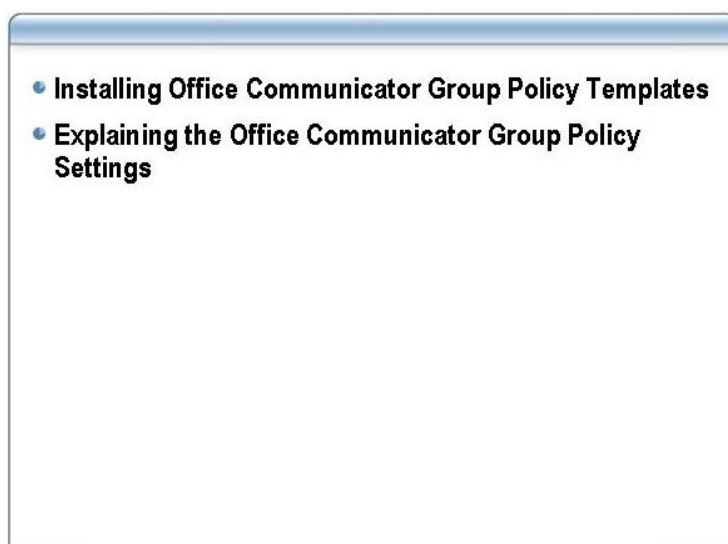 Installing Office Communicator Group Policy Templates
Explaining the Office Communicator Group Policy
Settings